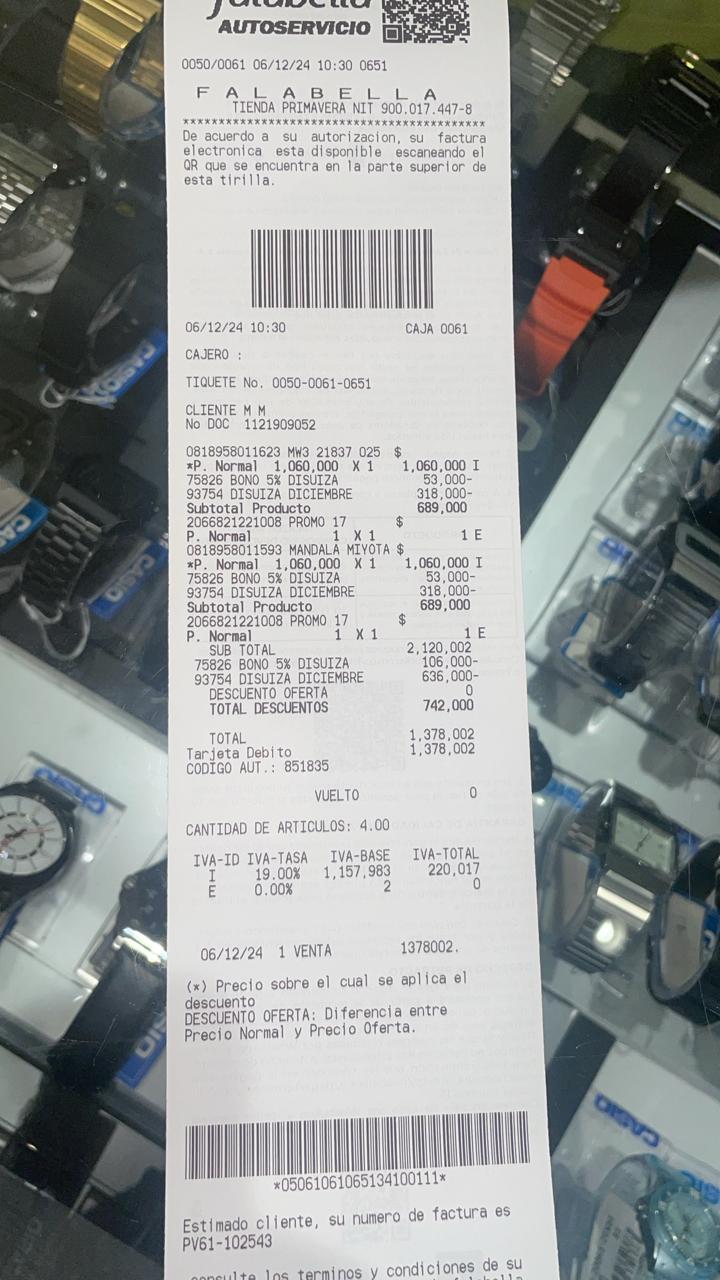 falabella
AUTOSERVICIO
0050/0061 06/12/24 10:30 0651
F A L A B E L L A
TIENDA PRIMAVERA NIT 900.017.447-8
*******************************************
De acuerdo a su autorizacion, su factura
electronica esta disponible escaneando el
QR que se encuentra en la parte superior de
esta tirilla.
06/12/24 10:30 CAJA 0061
CAJERO :
TIQUETE No. 0050-0061-0651
CLIENTE M M
No DOC 1121909052
0818958011623 MW3 21837 025 $
*P. Normal 1,060,000 X 1 1,060,000 I
75826 BONO 5% DISUIZA 53,000-
93754 DISUIZA DICIEMBRE 318,000-
Subtotal Producto 689,000
2066821221008 PROMO 17 $
P. Normal 1 X 1 1 E
0818958011593 MANDALA MIYOTA $
*P. Normal 1,060,000 X 1 1,060,000 I
75826 BONO 5% DISUIZA 53,000-
93754 DISUIZA DICIEMBRE 318,000-
Subtotal Producto 689,000
2066821221008 PROMO 17 $
P. Normal 1 X 1 1 E
SUB TOTAL 2,120,002
75826 BONO 5% DISUIZA 106,000-
93754 DISUIZA DICIEMBRE 636,000-
DESCUENTO OFERTA 0
TOTAL DESCUENTOS 742,000
TOTAL 1,378,002
Tarjeta Debito 1,378,002
CODIGO AUT.: 851835
VUELTO 0
CANTIDAD DE ARTICULOS: 4.00
IVA-ID IVA-TASA IVA-BASE IVA-TOTAL
I 19.00% 1,157,983 220,017
E 0.00% 2 0
06/12/24 1 VENTA 1378002.
(*) Precio sobre el cual se aplica el
descuento
DESCUENTO OFERTA: Diferencia entre
Precio Normal y Precio Oferta.
*05061061065134100111*
Estimado cliente, su numero de factura es
PV61-102543
consulte los terminos y condiciones de su
CASIO
CASIO
CASIO
CASIO
CASIO